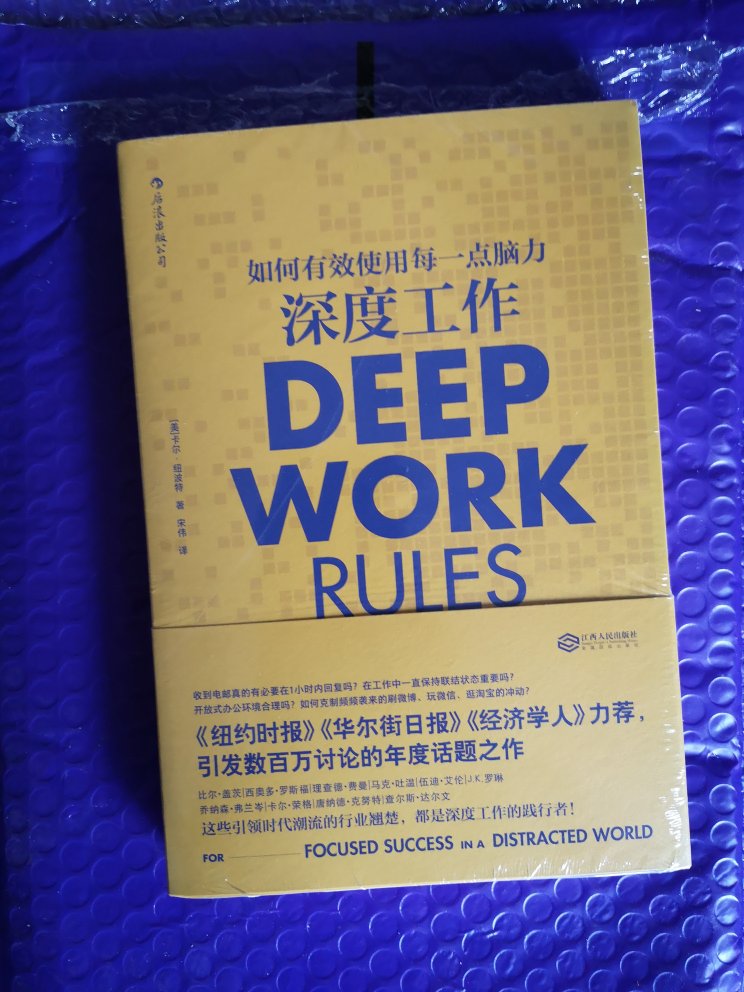 后浪出版公司
如何有效使用每一点脑力
深度工作
DEEP
WORK
RULES
[美]卡尔·纽波特 著 宋伟 译
江西人民出版社
收到电邮真的有必要在1小时内回复吗？在工作中一直保持联结状态重要吗？
开放式办公环境合理吗？如何克制频频袭来的刷微博、玩微信、逛淘宝的冲动？
《纽约时报》《华尔街日报》《经济学人》力荐，
引发数百万讨论的年度话题之作
比尔·盖茨|西奥多·罗斯福|理查德·费曼|马克·吐温|伍迪·艾伦|J.K.罗琳
乔纳森·弗兰岑|卡尔·荣格|唐纳德·克努特|查尔斯·达尔文
这些引领时代潮流的行业翘楚，都是深度工作的践行者！
FOR FOCUSED SUCCESS IN A DISTRACTED WORLD